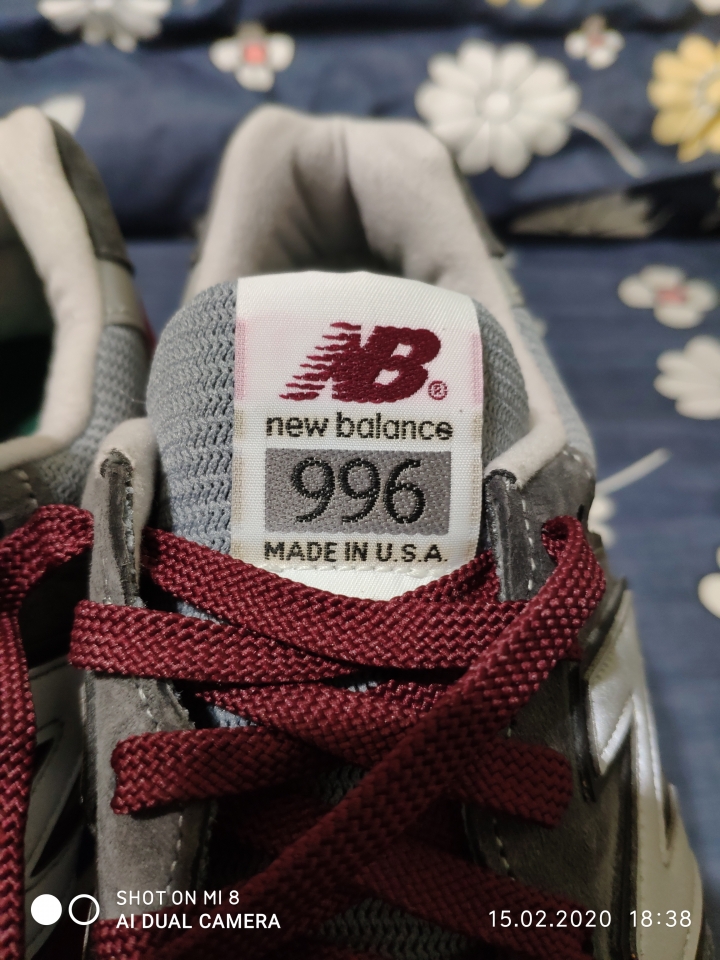 NB®
new balance
996
MADE IN U.S.A.
SHOT ON MI 8
AI DUAL CAMERA
15.02.2020 18:38